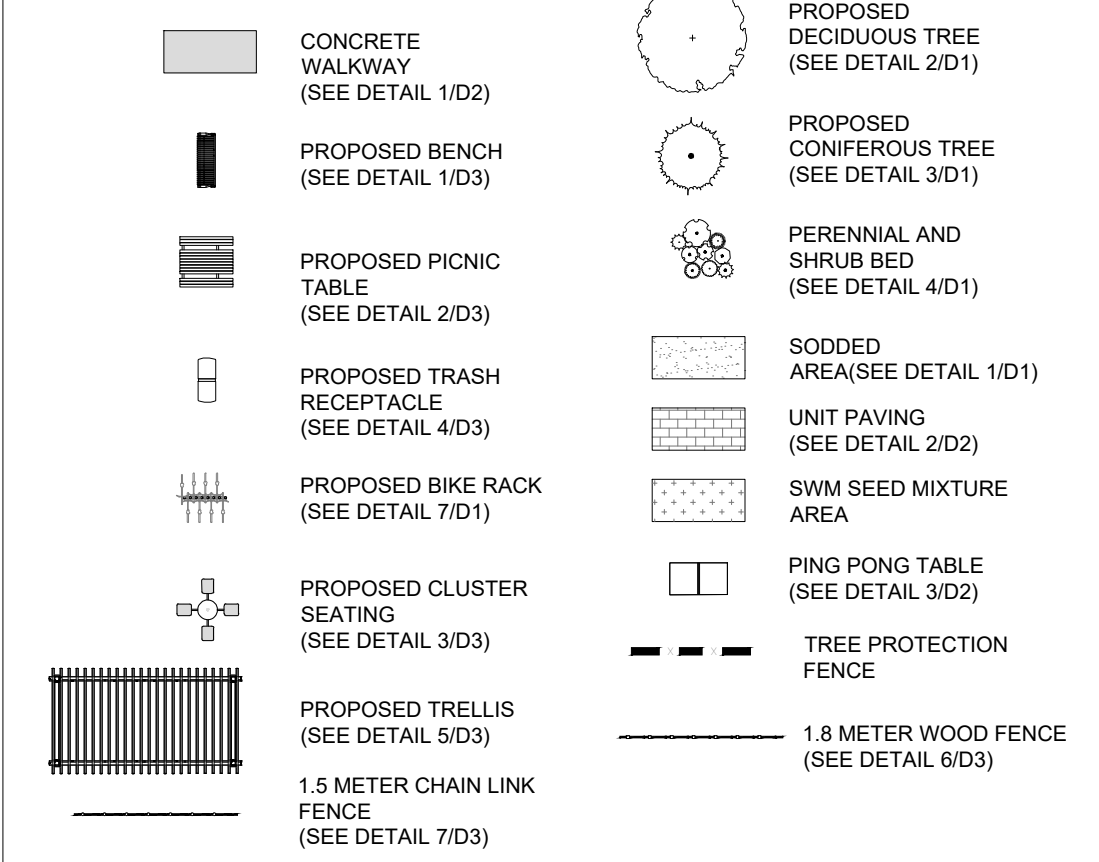 CONCRETE
WALKWAY
(SEE DETAIL 1/D2)
PROPOSED BENCH
(SEE DETAIL 1/D3)
PROPOSED PICNIC
TABLE
(SEE DETAIL 2/D3)
PROPOSED TRASH
RECEPTACLE
(SEE DETAIL 4/D3)
PROPOSED BIKE RACK
(SEE DETAIL 7/D1)
PROPOSED CLUSTER
SEATING
(SEE DETAIL 3/D3)
PROPOSED TRELLIS
(SEE DETAIL 5/D3)
1.5 METER CHAIN LINK
FENCE
(SEE DETAIL 7/D3)
PROPOSED
DECIDUOUS TREE
(SEE DETAIL 2/D1)
PROPOSED
CONIFEROUS TREE
(SEE DETAIL 3/D1)
PERENNIAL AND
SHRUB BED
(SEE DETAIL 4/D1)
SODDED
AREA(SEE DETAIL 1/D1)
UNIT PAVING
(SEE DETAIL 2/D2)
SWM SEED MIXTURE
AREA
PING PONG TABLE
(SEE DETAIL 3/D2)
TREE PROTECTION
FENCE
1.8 METER WOOD FENCE
(SEE DETAIL 6/D3)